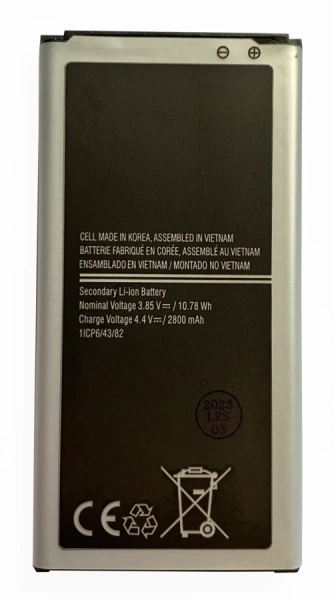 ⊖ ⊕
CELL MADE IN KOREA, ASSEMBLED IN VIETNAM
BATTERIE FABRIQUÉ EN CORÉE, ASSEMBLÉ AU VIETNAM
ENSAMBLADO EN VIETNAM / MONTADO NO VIETNAM
Secondary Li-ion Battery
Nominal Voltage 3.85 V⎓ / 10.78 Wh
Charge Voltage 4.4 V⎓ / 2800 mAh
1ICP6/43/82
2023
LRS
03
CE